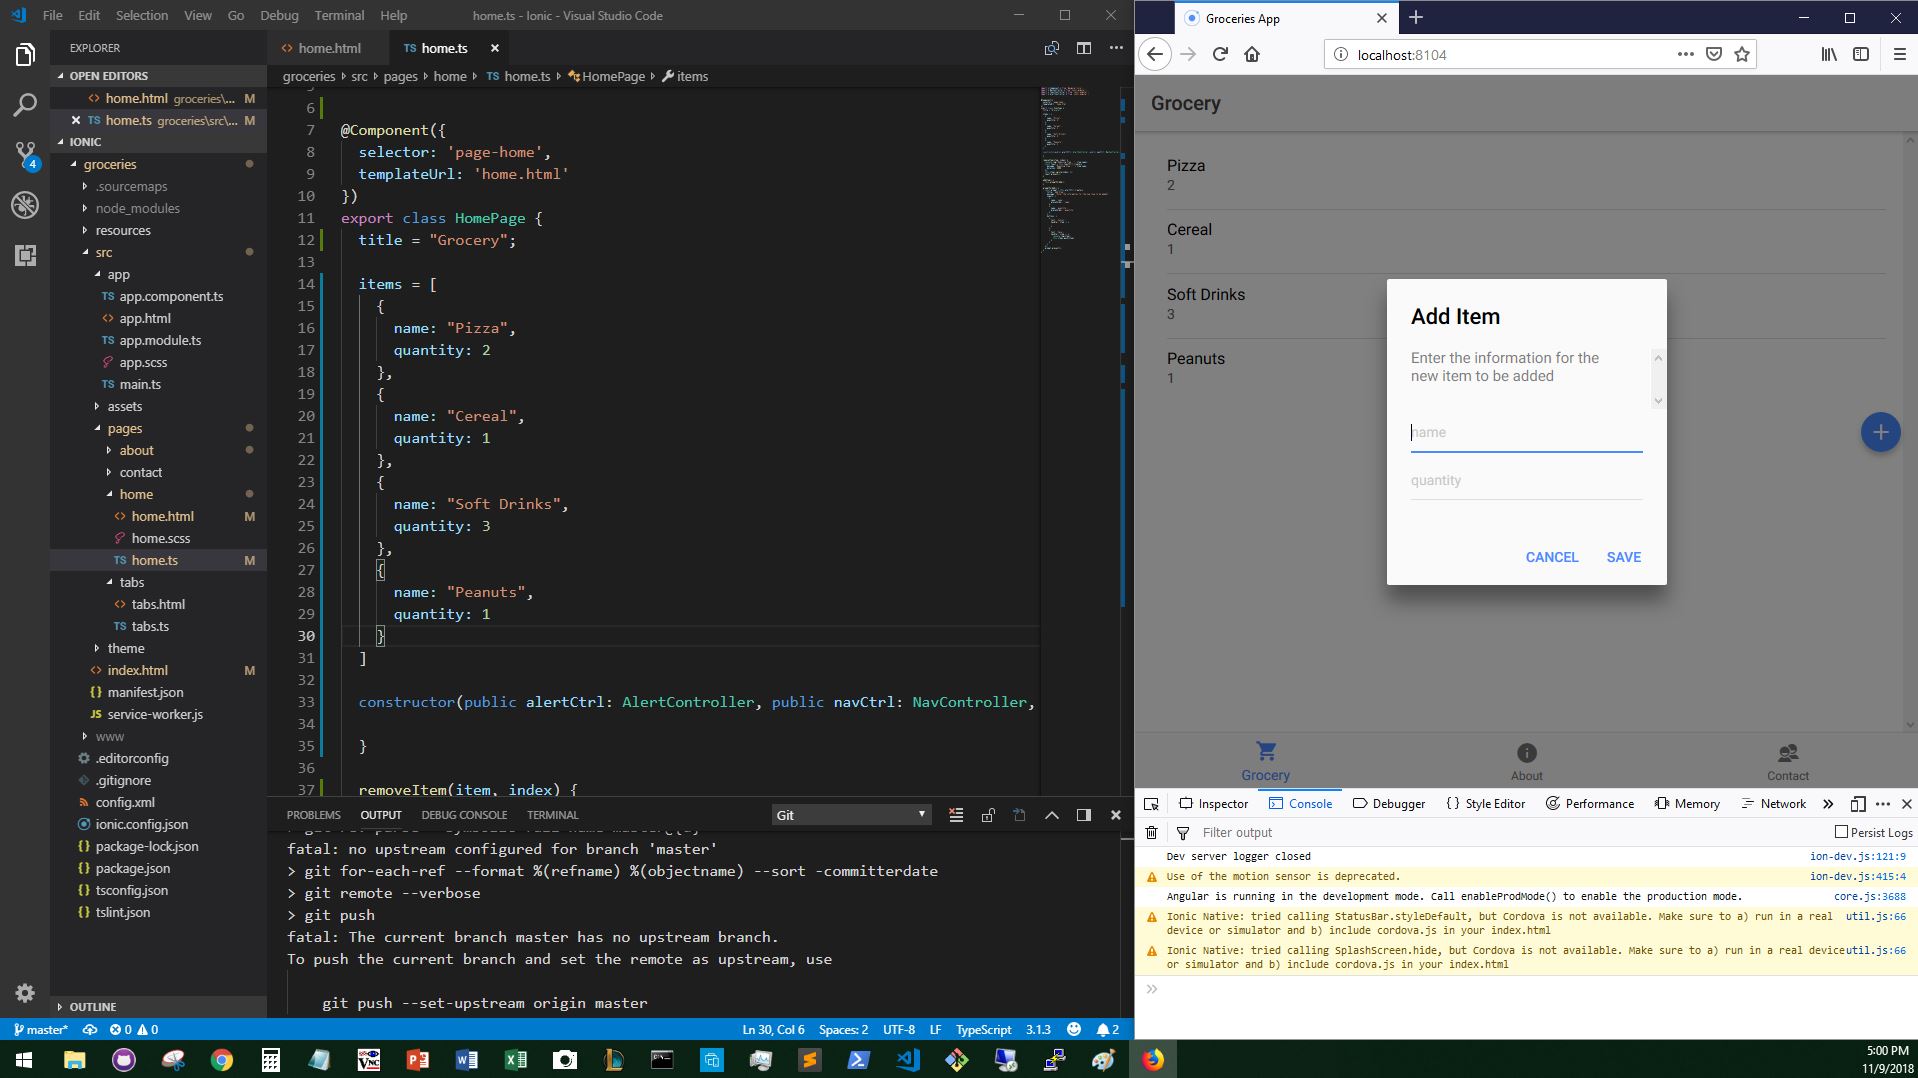 File Edit Selection View Go Debug Terminal Help
home.ts - Ionic - Visual Studio Code
EXPLORER
OPEN EDITORS
home.html groceries\... M
home.ts groceries\src\... M
IONIC
groceries
.sourcemaps
node_modules
resources
src
app
TS app.component.ts
app.html
TS app.module.ts
app.scss
TS main.ts
assets
pages
about
contact
home
home.html M
home.scss
TS home.ts M
tabs
tabs.html
TS tabs.ts
theme
index.html M
manifest.json
JS service-worker.js
www
.editorconfig
.gitignore
config.xml
ionic.config.json
package-lock.json
package.json
tsconfig.json
tslint.json
OUTLINE
4
home.html
TS home.ts
groceries › src › pages › home › TS home.ts › HomePage › items
6
7 @Component({
8 selector: 'page-home',
9 templateUrl: 'home.html'
10 })
11 export class HomePage {
12 title = "Grocery";
13
14 items = [
15 {
16 name: "Pizza",
17 quantity: 2
18 },
19 {
20 name: "Cereal",
21 quantity: 1
22 },
23 {
24 name: "Soft Drinks",
25 quantity: 3
26 },
27 {
28 name: "Peanuts",
29 quantity: 1
30 }
31 ]
32
33 constructor(public alertCtrl: AlertController, public navCtrl: NavController,
34
35 }
36
37 removeItem(item, index) {
PROBLEMS OUTPUT DEBUG CONSOLE TERMINAL
Git
fatal: no upstream configured for branch 'master'
> git for-each-ref --format %(refname) %(objectname) --sort -committerdate
> git remote --verbose
> git push
fatal: The current branch master has no upstream branch.
To push the current branch and set the remote as upstream, use
git push --set-upstream origin master
master* 0 0
Ln 30, Col 6 Spaces: 2 UTF-8 LF TypeScript 3.1.3 2
Groceries App
localhost:8104
Grocery
Pizza
2
Cereal
1
Soft Drinks
3
Peanuts
1
Add Item
Enter the information for the
new item to be added
name
quantity
CANCEL SAVE
Grocery About Contact
Inspector Console Debugger { } Style Editor Performance Memory Network
Filter output
Persist Logs
Dev server logger closed ion-dev.js:121:9
Use of the motion sensor is deprecated. ion-dev.js:415:4
Angular is running in the development mode. Call enableProdMode() to enable the production mode. core.js:3688
Ionic Native: tried calling StatusBar.styleDefault, but Cordova is not available. Make sure to a) run in a real util.js:66
device or simulator and b) include cordova.js in your index.html
Ionic Native: tried calling SplashScreen.hide, but Cordova is not available. Make sure to a) run in a real device util.js:66
or simulator and b) include cordova.js in your index.html
5:00 PM
11/9/2018